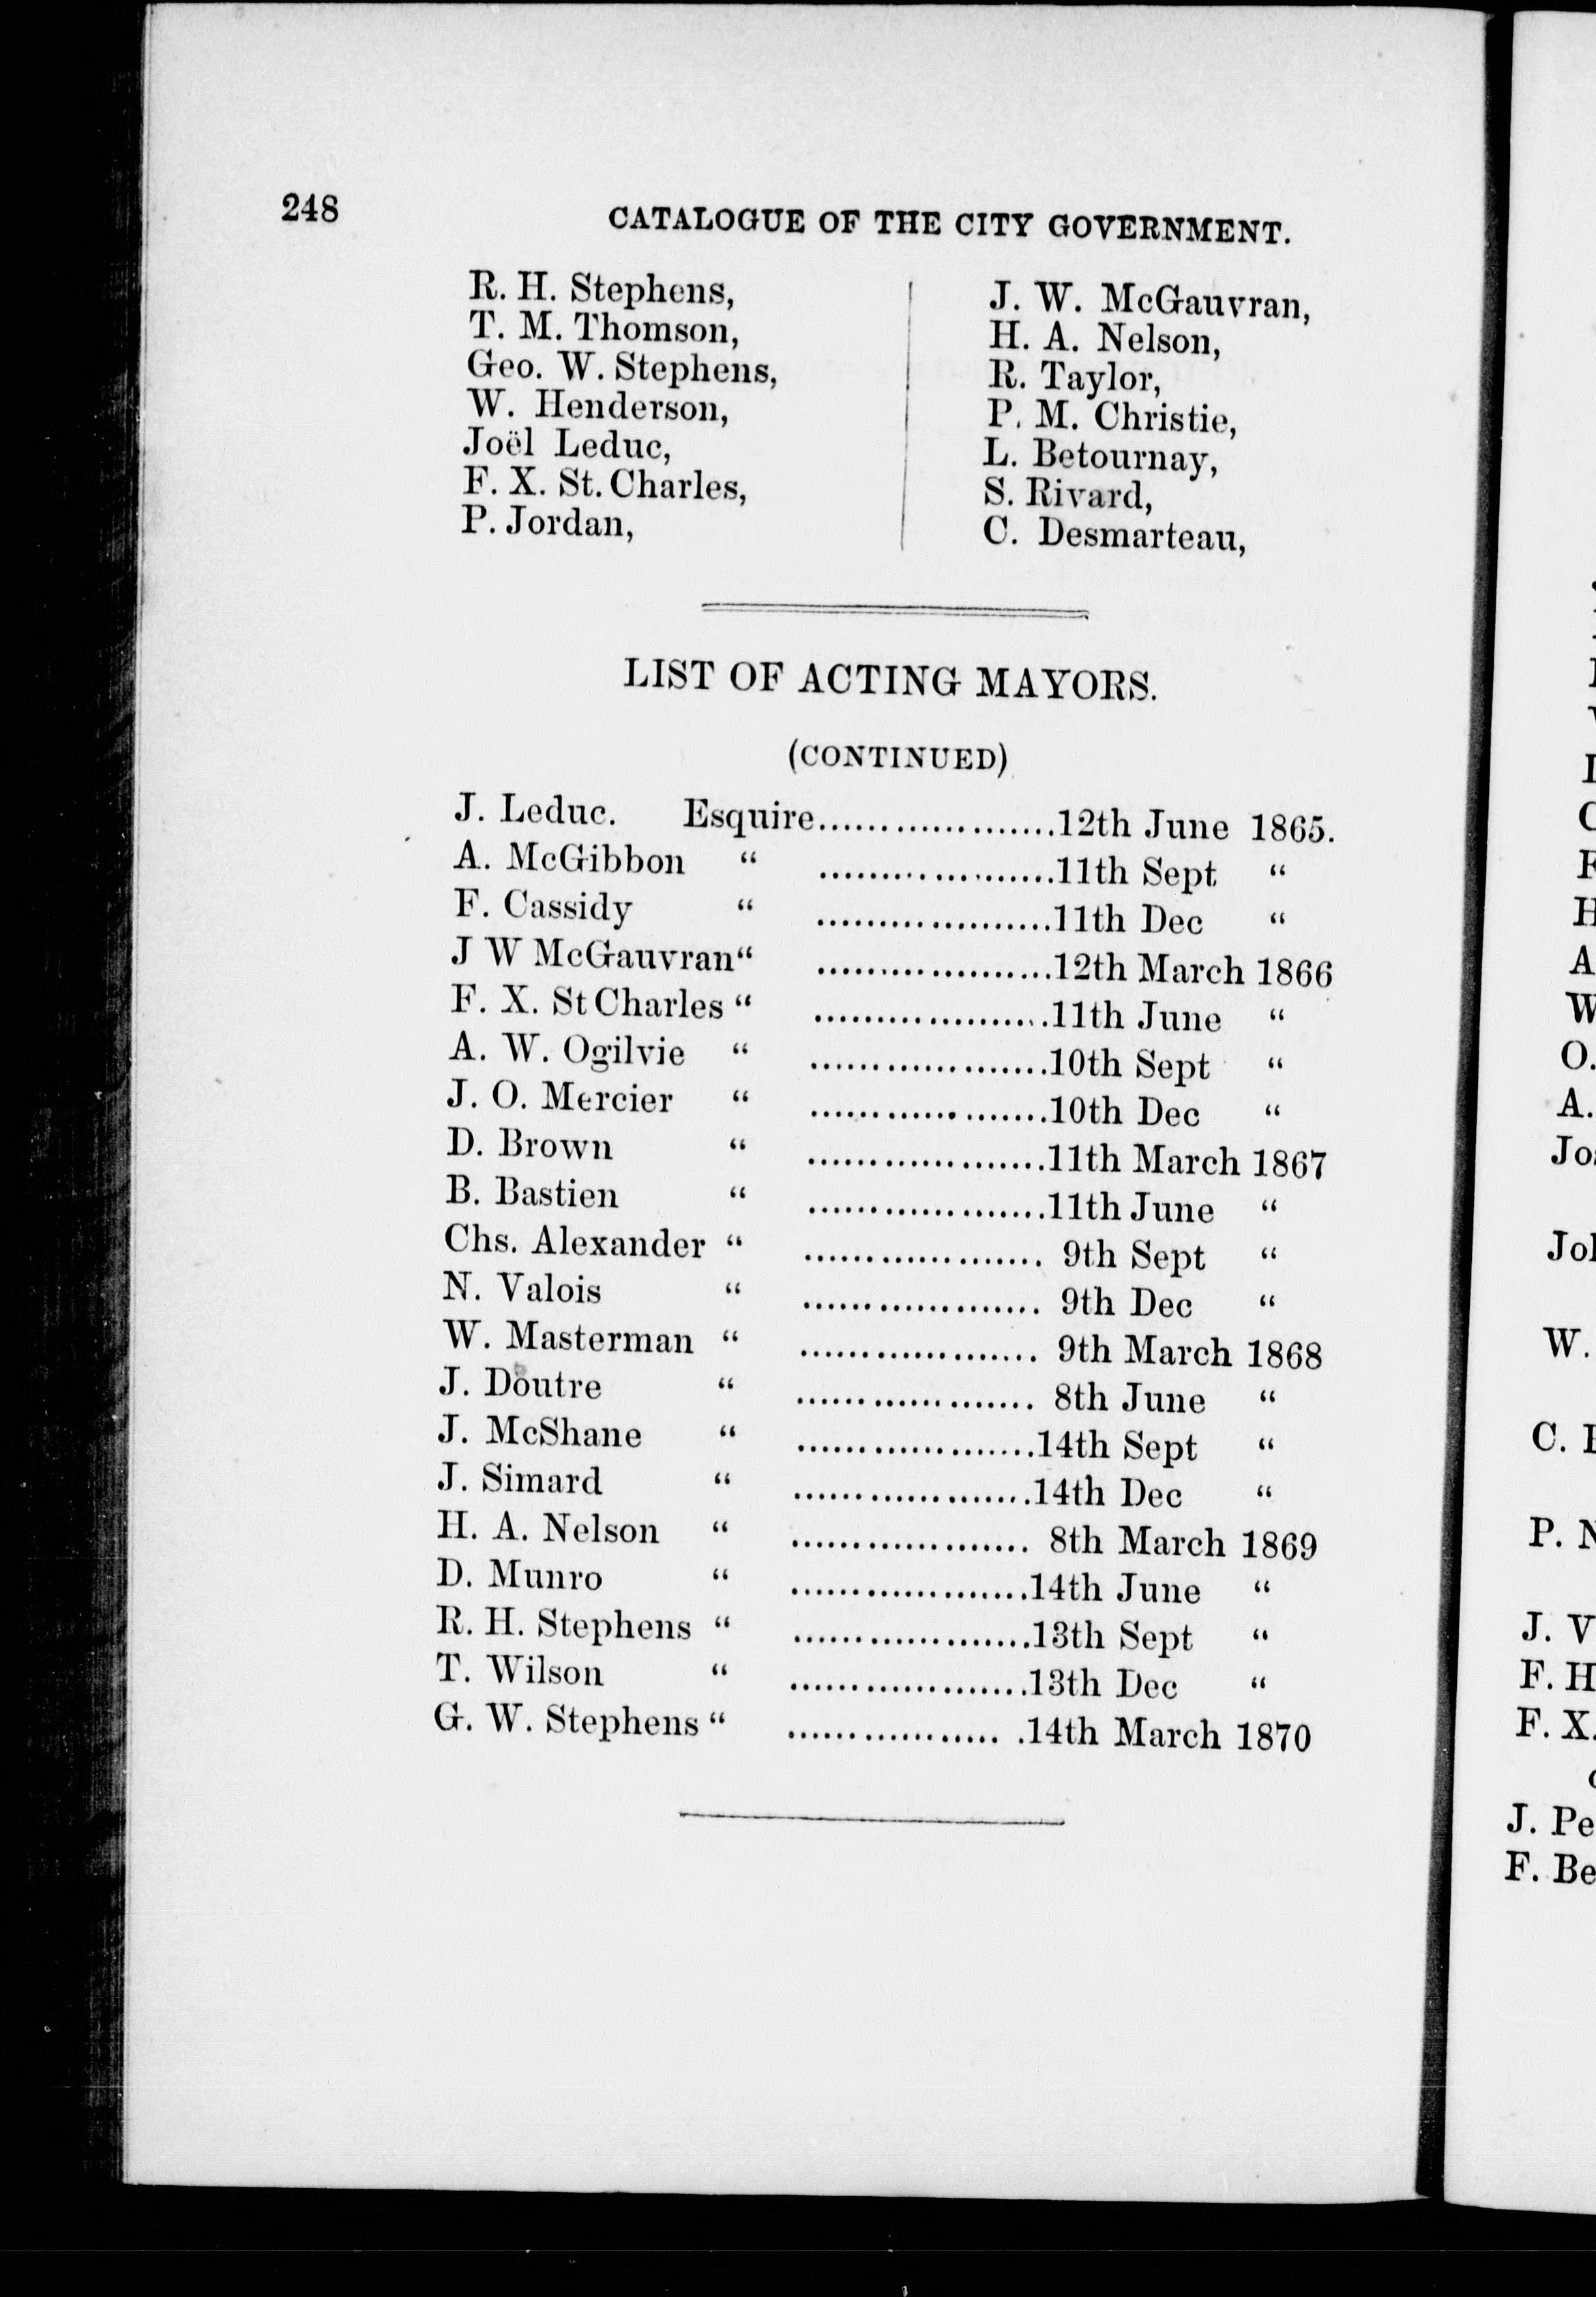 248
CATALOGUE OF THE CITY GOVERNMENT.
R. H. Stephens,
T. M. Thomson,
Geo. W. Stephens,
W. Henderson,
Joël Leduc,
F. X. St. Charles,
P. Jordan,
J. W. McGauvran,
H. A. Nelson,
R. Taylor,
P. M. Christie,
L. Betournay,
S. Rivard,
C. Desmarteau,
LIST OF ACTING MAYORS.
(CONTINUED)
J. Leduc. Esquire....................12th June 1865.
A. McGibbon “ ...................11th Sept “
F. Cassidy “ ...................11th Dec “
J W McGauvran“ ...................12th March 1866
F. X. St Charles “ ...................11th June “
A. W. Ogilvie “ ...................10th Sept “
J. O. Mercier “ ...................10th Dec “
D. Brown “ ...................11th March 1867
B. Bastien “ ...................11th June “
Chs. Alexander “ ................... 9th Sept “
N. Valois “ ................... 9th Dec “
W. Masterman “ ................... 9th March 1868
J. Doutre “ ................... 8th June “
J. McShane “ ...................14th Sept “
J. Simard “ ...................14th Dec “
H. A. Nelson “ ................... 8th March 1869
D. Munro “ ...................14th June “
R. H. Stephens “ ...................13th Sept “
T. Wilson “ ...................13th Dec “
G. W. Stephens “ ................. .14th March 1870
O.
A.
W.
P.
F. X.